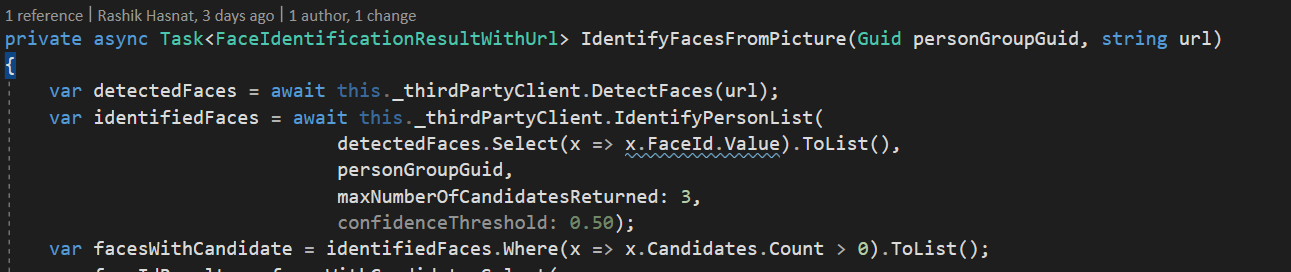 1 reference | Rashik Hasnat, 3 days ago | 1 author, 1 change
private async Task<FaceIdentificationResultWithUrl> IdentifyFacesFromPicture(Guid personGroupGuid, string url)
{
var detectedFaces = await this._thirdPartyClient.DetectFaces(url);
var identifiedFaces = await this._thirdPartyClient.IdentifyPersonList(
detectedFaces.Select(x => x.FaceId.Value).ToList(),
personGroupGuid,
maxNumberOfCandidatesReturned: 3,
confidenceThreshold: 0.50);
var facesWithCandidate = identifiedFaces.Where(x => x.Candidates.Count > 0).ToList();